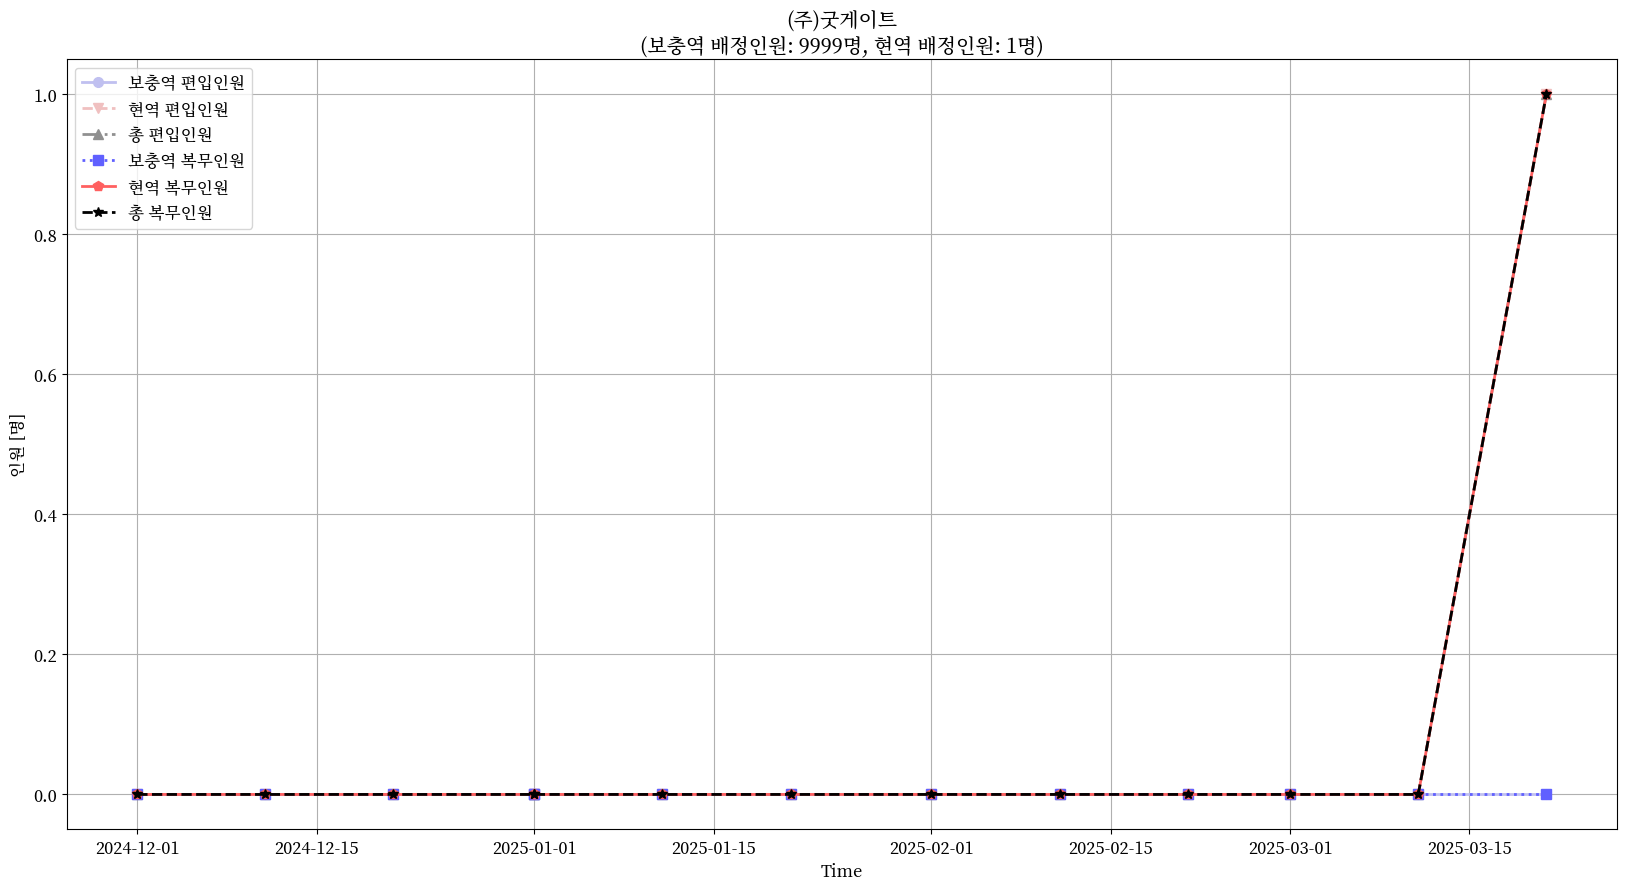 (주)굿게이트
(보충역 배정인원: 9999명, 현역 배정인원: 1명)
보충역 편입인원
현역 편입인원
총 편입인원
보충역 복무인원
현역 복무인원
총 복무인원
1.0
0.8
0.6
0.4
0.2
0.0
인원 [명]
2024-12-01
2024-12-15
2025-01-01
2025-01-15
2025-02-01
2025-02-15
2025-03-01
2025-03-15
Time